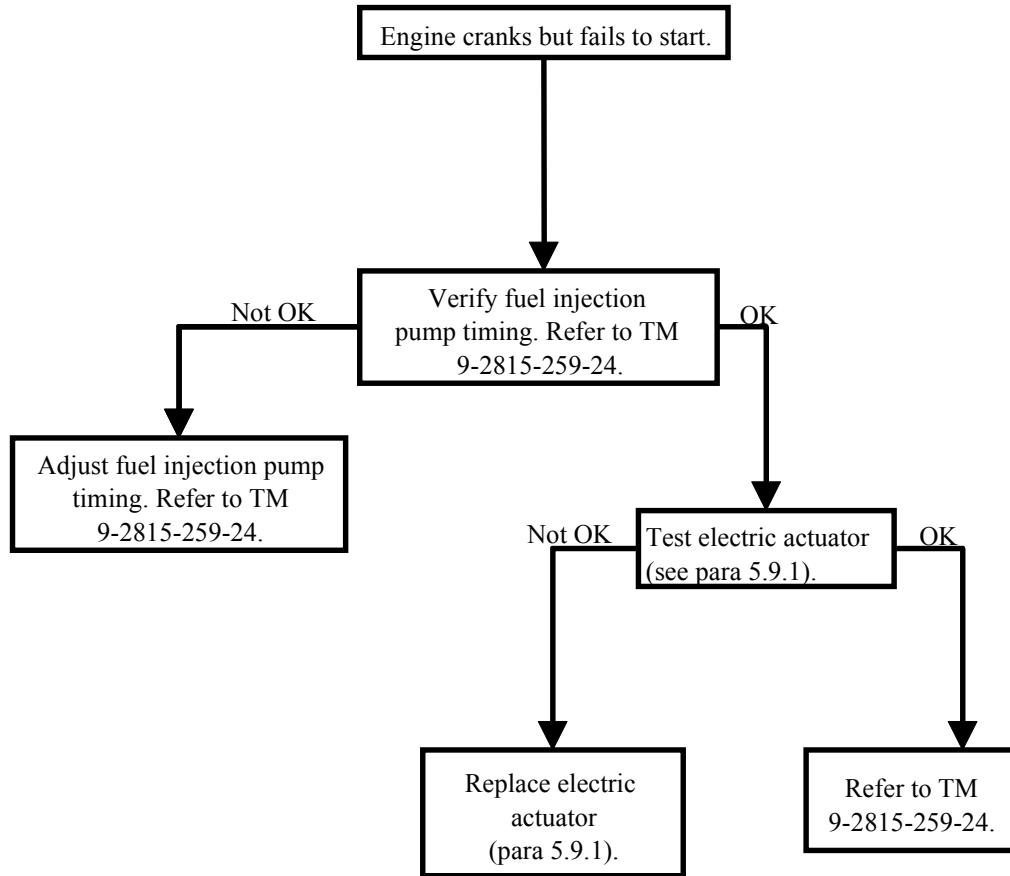 Engine cranks but fails to start.
Verify fuel injection
pump timing. Refer to TM
9-2815-259-24.
Not OK
OK
Adjust fuel injection pump
timing. Refer to TM
9-2815-259-24.
Test electric actuator
(see para 5.9.1).
Not OK
OK
Replace electric
actuator
(para 5.9.1).
Refer to TM
9-2815-259-24.